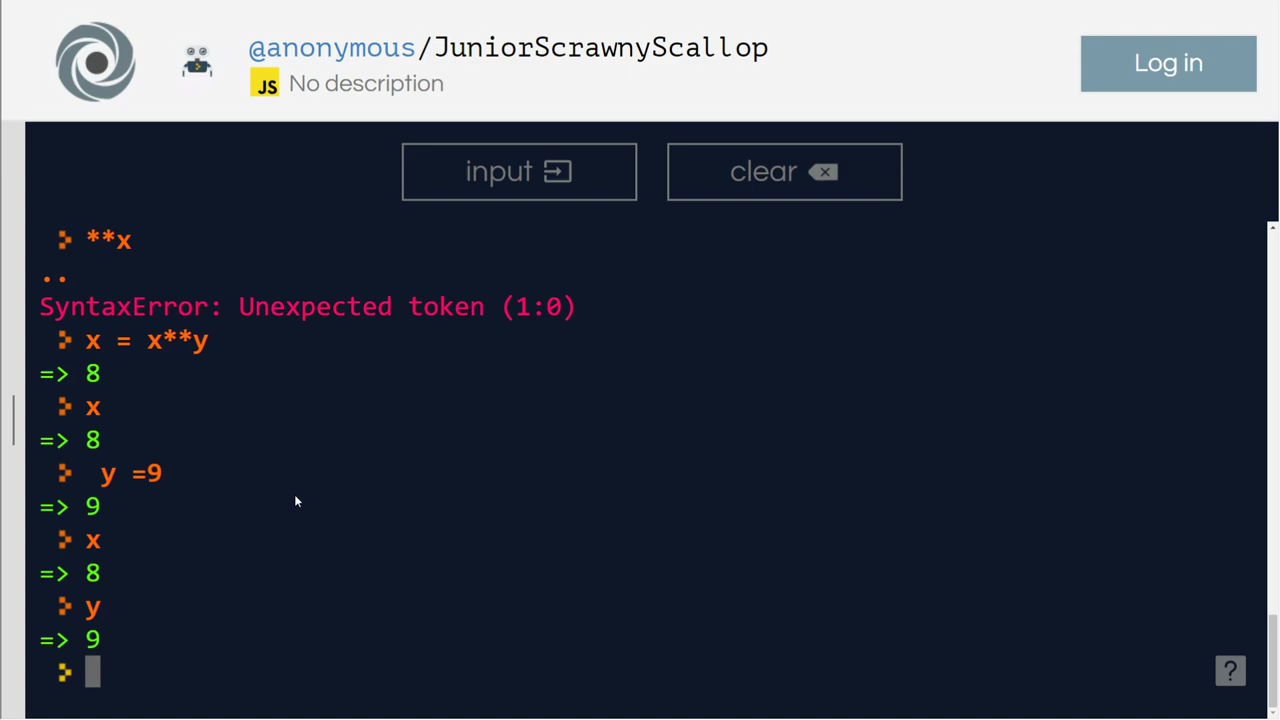 @anonymous/JuniorScrawnyScallop
JS No description
Log in
input
clear
**x
..
SyntaxError: Unexpected token (1:0)
x = x**y
=> 8
x
=> 8
y =9
=> 9
x
=> 8
y
=> 9
?